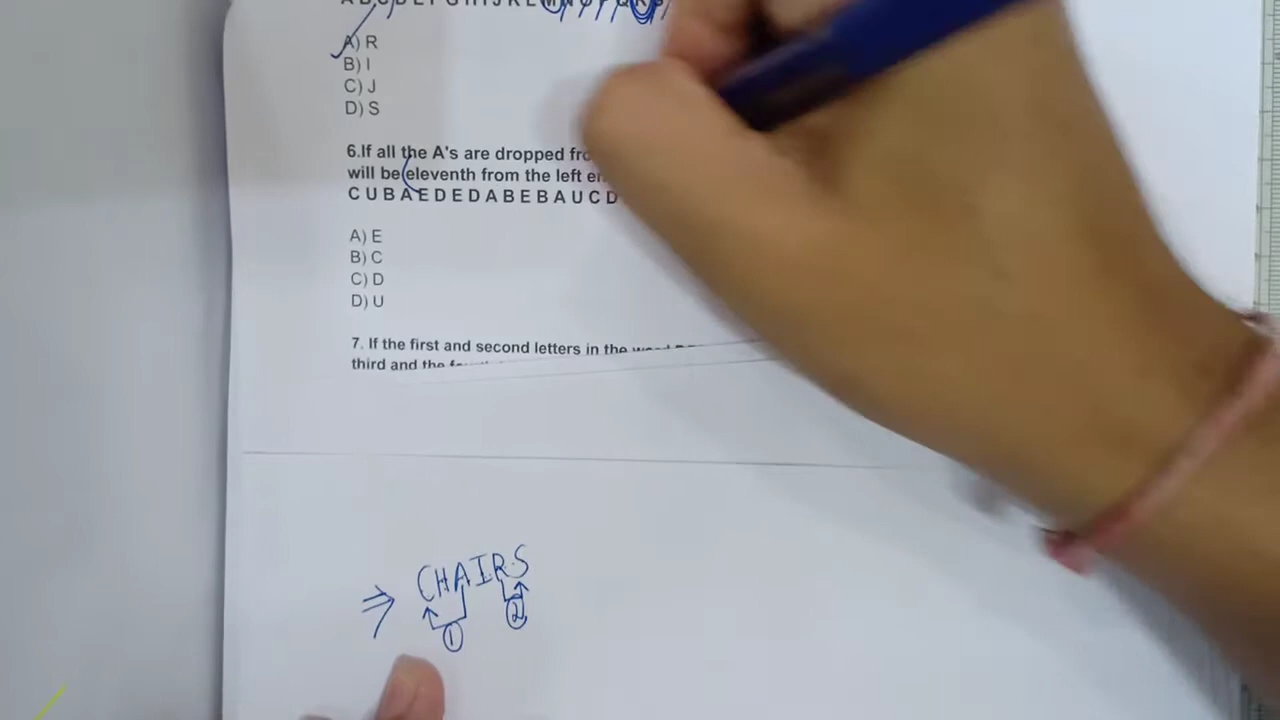 A) R
B) I
C) J
D) S
6.If all the A's are dropped
will be eleventh from the left
C U B A E D E D A B E B A U C D
A) E
B) C
C) D
D) U
7. If the first and second letters in the
third and the
CHAIRS
1 2